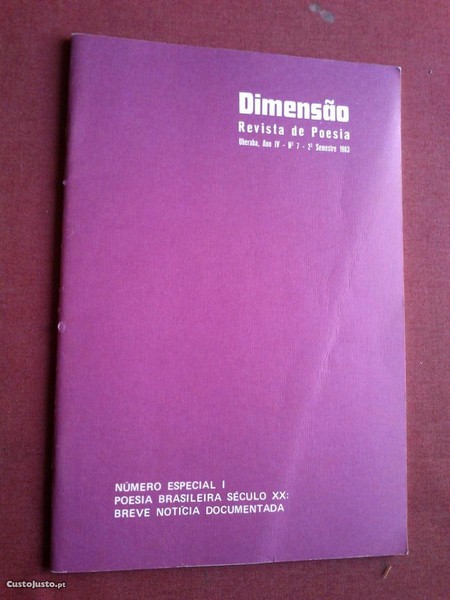 Dimensão
Revista de Poesia
Uberaba, Ano IV - Nº 7 - 2º Semestre 1983
NÚMERO ESPECIAL I
POESIA BRASILEIRA SÉCULO XX:
BREVE NOTÍCIA DOCUMENTADA
CustoJusto.pt